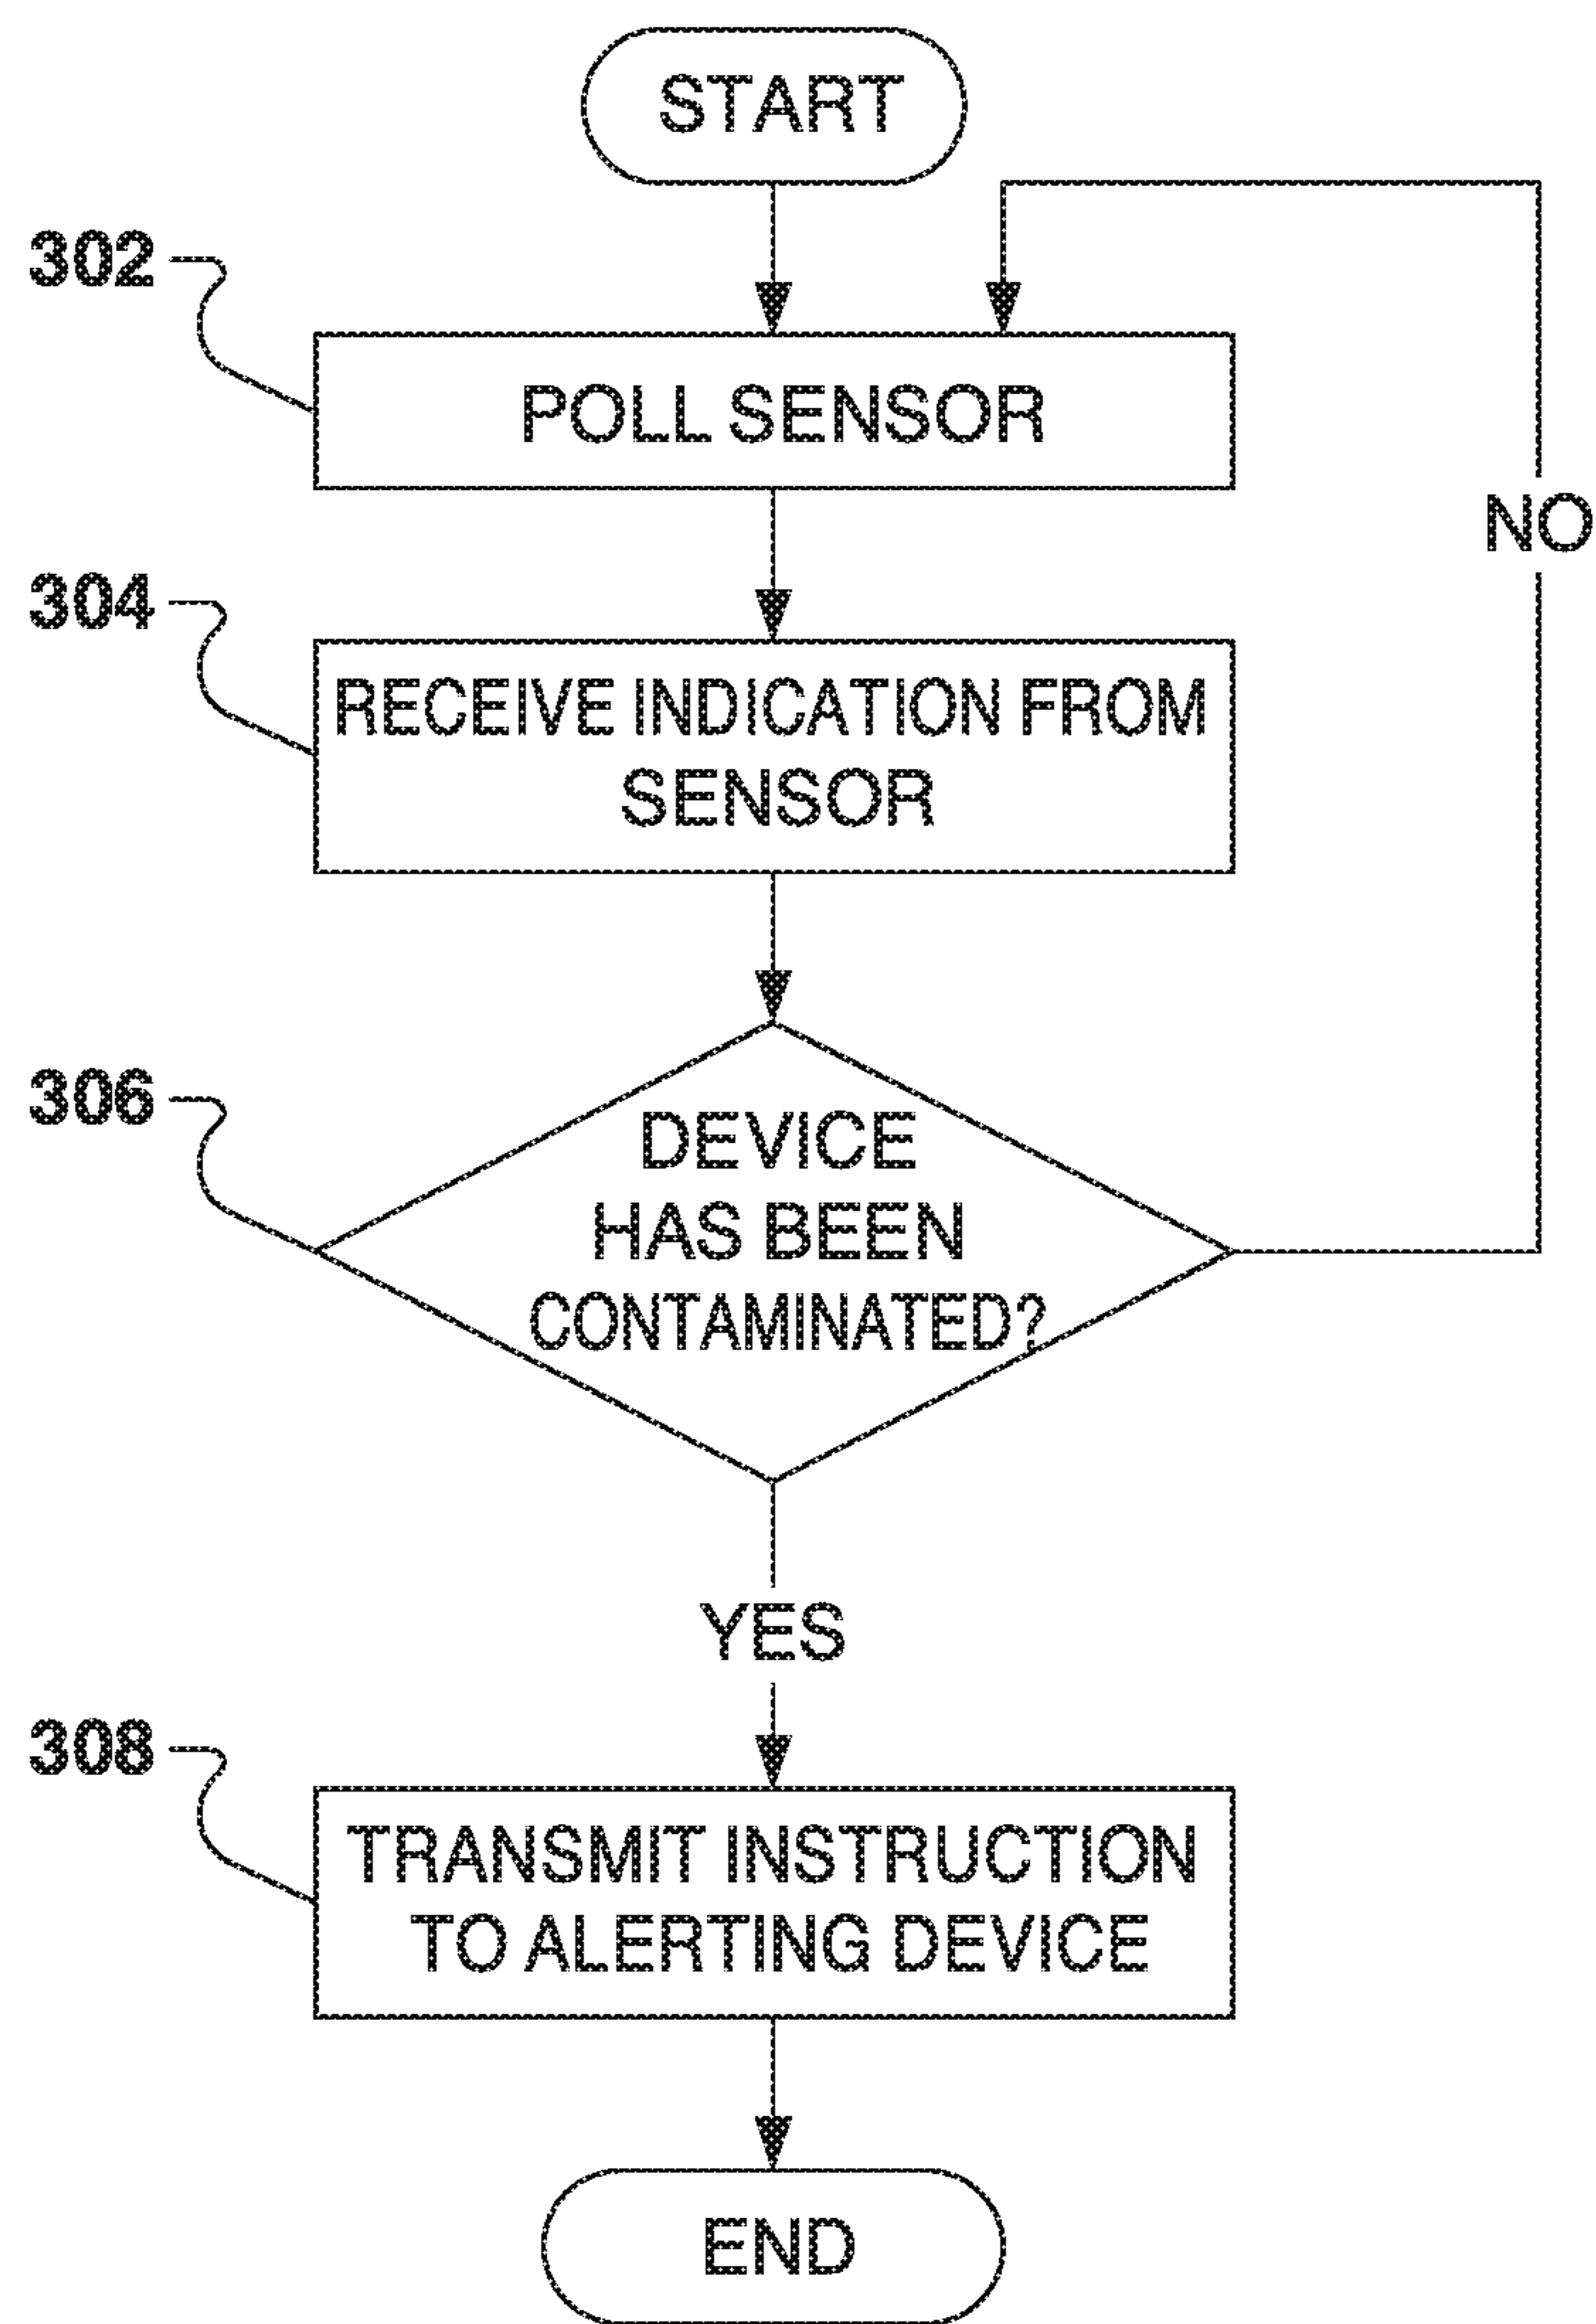 START
302
POLL SENSOR
NO
304
RECEIVE INDICATION FROM
SENSOR
306
DEVICE
HAS BEEN
CONTAMINATED?
YES
308
TRANSMIT INSTRUCTION
TO ALERTING DEVICE
END